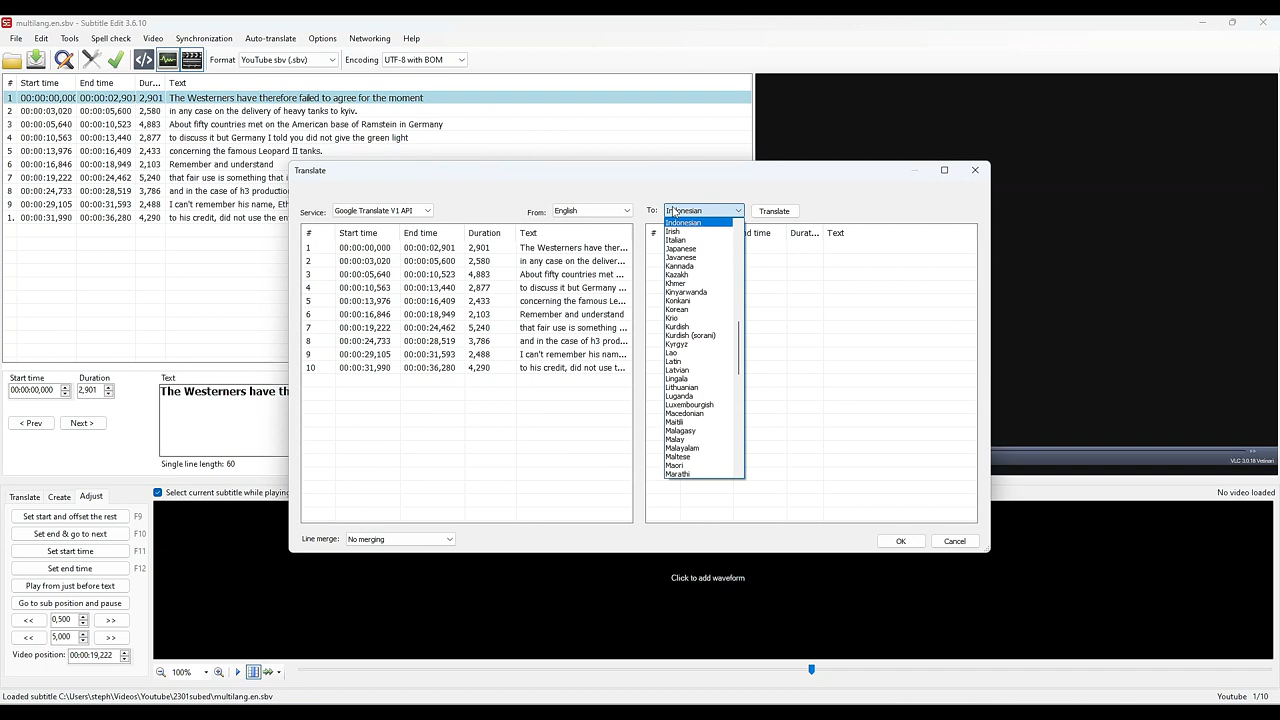 multilang.en.sbv - Subtitle Edit 3.6.10
File Edit Tools Spell check Video Synchronization Auto-translate Options Networking Help
Format YouTube sbv (.sbv) Encoding UTF-8 with BOM
# Start time End time Dur... Text
1 00:00:00,000 00:00:02,901 2,901 The Westerners have therefore failed to agree for the moment
2 00:00:03,020 00:00:05,600 2,580 in any case on the delivery of heavy tanks to kyiv.
3 00:00:05,640 00:00:10,523 4,883 About fifty countries met on the American base of Ramstein in Germany
4 00:00:10,563 00:00:13,440 2,877 to discuss it but Germany I told you did not give the green light
5 00:00:13,976 00:00:16,409 2,433 concerning the famous Leopard II tanks.
6 00:00:16,846 00:00:18,949 2,103 Remember and understand
7 00:00:19,222 00:00:24,462 5,240 that fair use is something that i
8 00:00:24,733 00:00:28,519 3,786 and in the case of h3 productio
9 00:00:29,105 00:00:31,593 2,488 I can't remember his name, Eth
1. 00:00:31,990 00:00:36,280 4,290 to his credit, did not use the en
Translate
Service: Google Translate V1 API From: English To: Indonesian Translate
# Start time End time Duration Text
1 00:00:00,000 00:00:02,901 2,901 The Westerners have ther...
2 00:00:03,020 00:00:05,600 2,580 in any case on the deliver...
3 00:00:05,640 00:00:10,523 4,883 About fifty countries met ...
4 00:00:10,563 00:00:13,440 2,877 to discuss it but Germany ...
5 00:00:13,976 00:00:16,409 2,433 concerning the famous Le...
6 00:00:16,846 00:00:18,949 2,103 Remember and understand
7 00:00:19,222 00:00:24,462 5,240 that fair use is something ...
8 00:00:24,733 00:00:28,519 3,786 and in the case of h3 prod...
9 00:00:29,105 00:00:31,593 2,488 I can't remember his nam...
10 00:00:31,990 00:00:36,280 4,290 to his credit, did not use t...
# d time Durat... Text
Indonesian
Irish
Italian
Japanese
Javanese
Kannada
Kazakh
Khmer
Kinyarwanda
Konkani
Korean
Krio
Kurdish
Kurdish (sorani)
Kyrgyz
Lao
Latin
Latvian
Lingala
Lithuanian
Luganda
Luxembourgish
Macedonian
Maitili
Malagasy
Malay
Malayalam
Maltese
Maori
Marathi
Line merge: No merging OK Cancel
Start time Duration Text
00:00:00,000 2,901 The Westerners have th
< Prev Next >
Single line length: 60
VLC 3.0.18 Vetinari
Translate Create Adjust
Select current subtitle while playing No video loaded
Set start and offset the rest F9
Set end & go to next F10
Set start time F11
Set end time F12
Play from just before text
Go to sub position and pause
<< 0,500 >>
<< 5,000 >>
Video position: 00:00:19,222
Click to add waveform
100%
Loaded subtitle C:\Users\steph\Videos\Youtube\2301subed\multilang.en.sbv Youtube 1/10